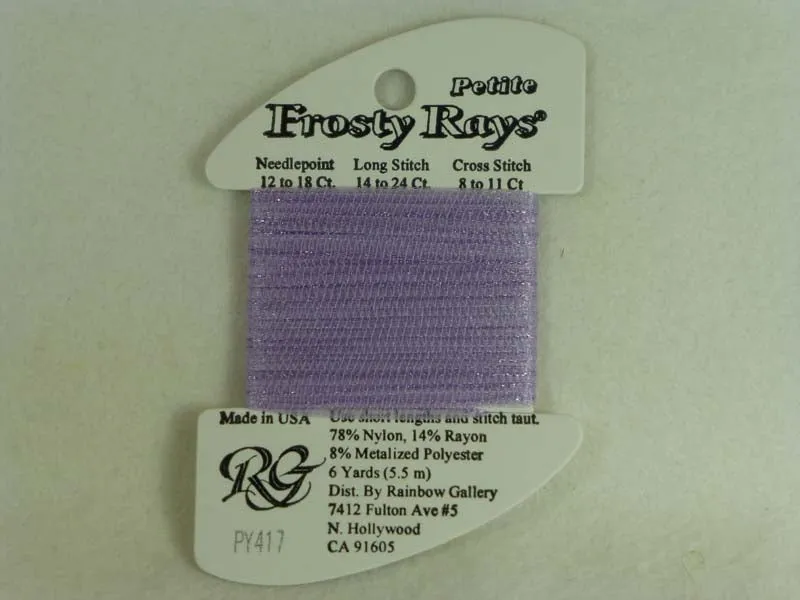 Petite
Frosty Rays®
Needlepoint Long Stitch Cross Stitch
12 to 18 Ct. 14 to 24 Ct. 8 to 11 Ct
Made in USA Use short lengths and stitch taut.
78% Nylon, 14% Rayon
8% Metalized Polyester
RG 6 Yards (5.5 m)
Dist. By Rainbow Gallery
7412 Fulton Ave #5
N. Hollywood
PY417 CA 91605